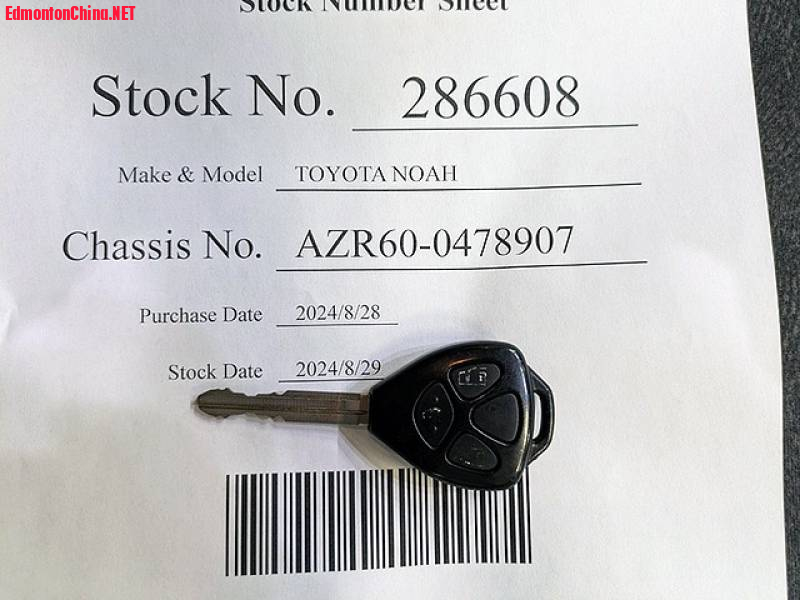 EdmontonChina.NET
Stock Number Sheet
Stock No. 286608
Make & Model TOYOTA NOAH
Chassis No. AZR60-0478907
Purchase Date 2024/8/28
Stock Date 2024/8/29